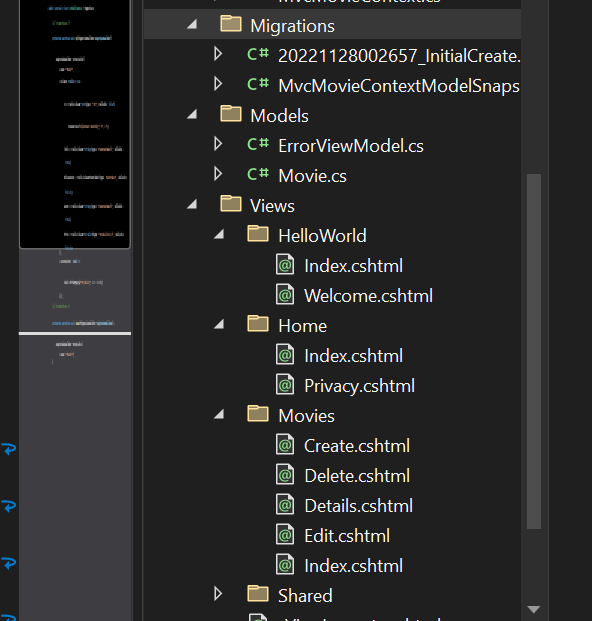 Migrations
C# 20221128002657_InitialCreate.
C# MvcMovieContextModelSnaps
Models
C# ErrorViewModel.cs
C# Movie.cs
Views
HelloWorld
@ Index.cshtml
@ Welcome.cshtml
Home
@ Index.cshtml
@ Privacy.cshtml
Movies
@ Create.cshtml
@ Delete.cshtml
@ Details.cshtml
@ Edit.cshtml
@ Index.cshtml
Shared